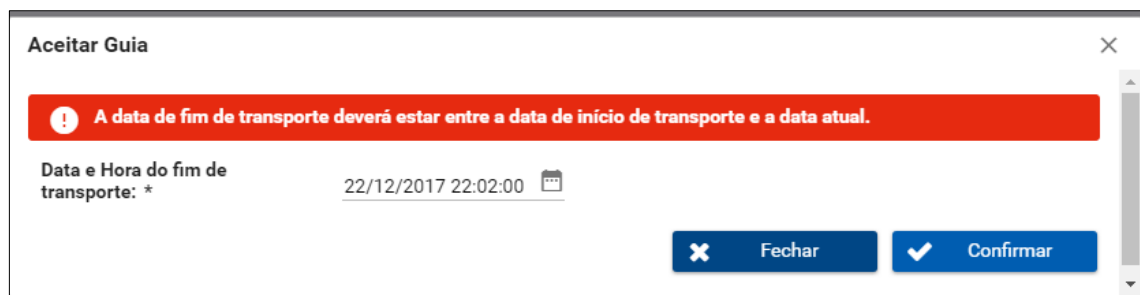 Aceitar Guia
A data de fim de transporte deverá estar entre a data de início de transporte e a data atual.
Data e Hora do fim de
transporte: *
22/12/2017 22:02:00
Fechar
Confirmar